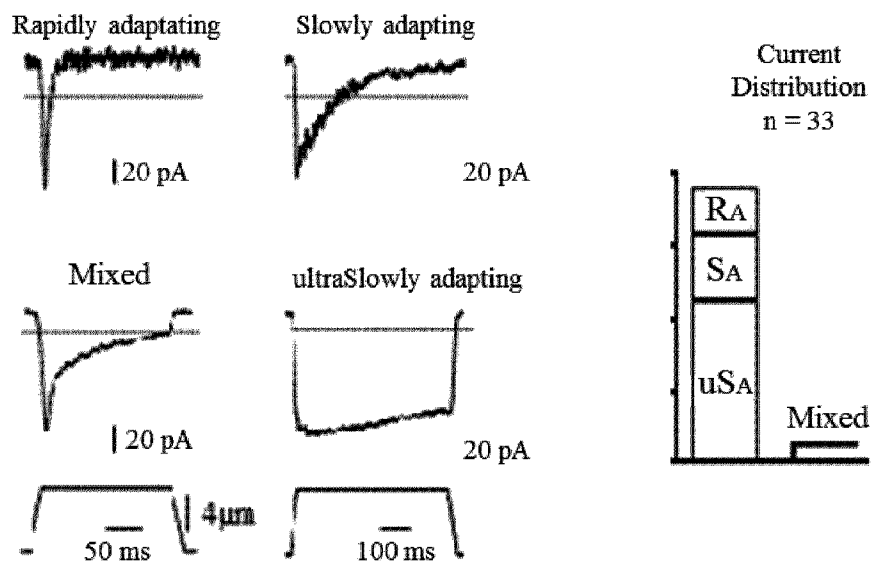 Rapidly adaptating
Slowly adapting
20 pA
20 pA
Mixed
ultraSlowly adapting
20 pA
20 pA
4μm
50 ms
100 ms
Current
Distribution
n = 33
RA
SA
uSA
Mixed